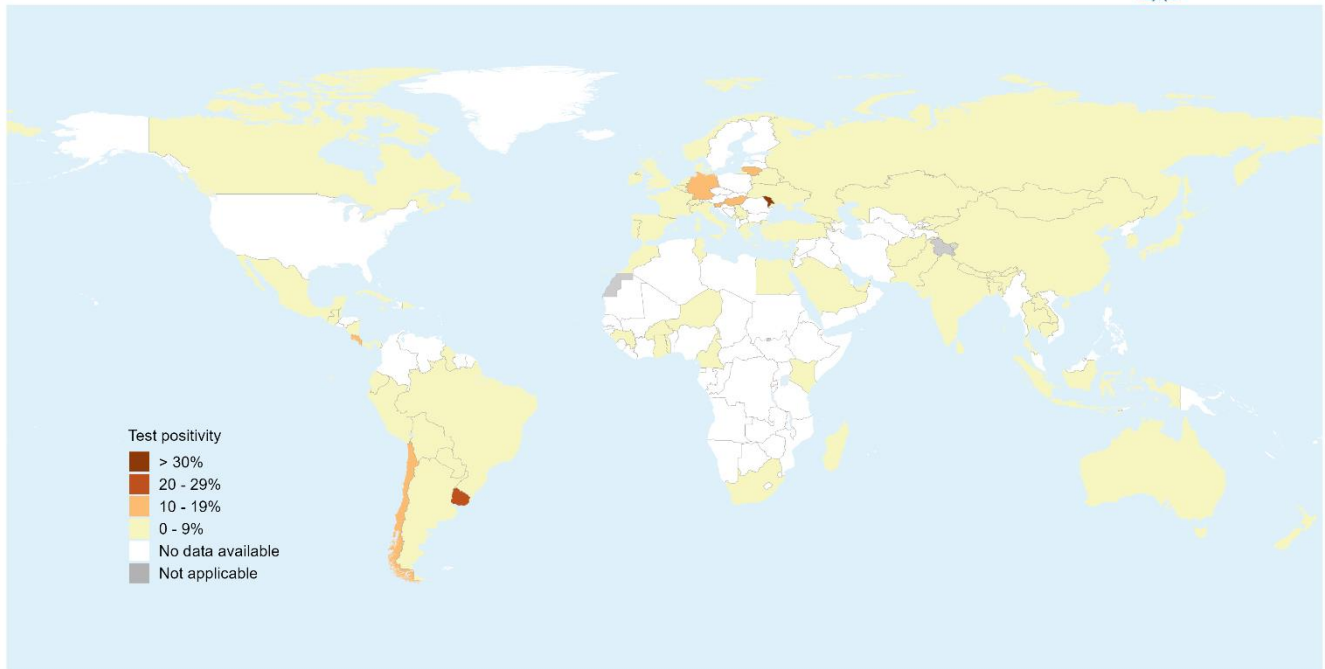 Test positivity
> 30%
20 - 29%
10 - 19%
0 - 9%
No data available
Not applicable